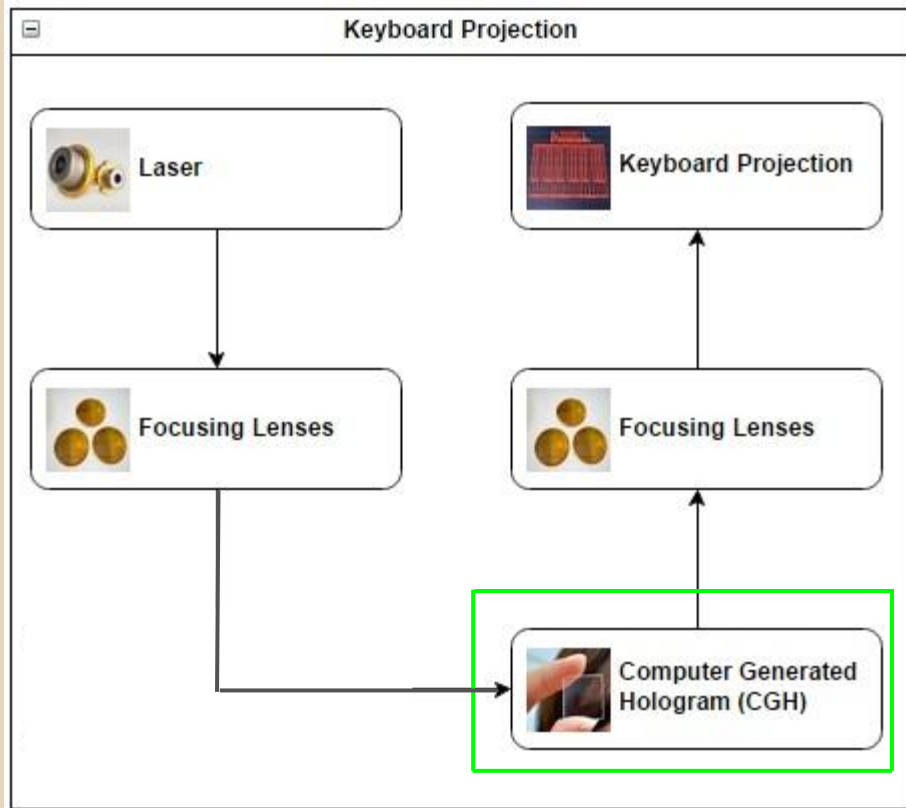 Keyboard Projection
Laser
Focusing Lenses
Computer Generated
Hologram (CGH)
Focusing Lenses
Keyboard Projection